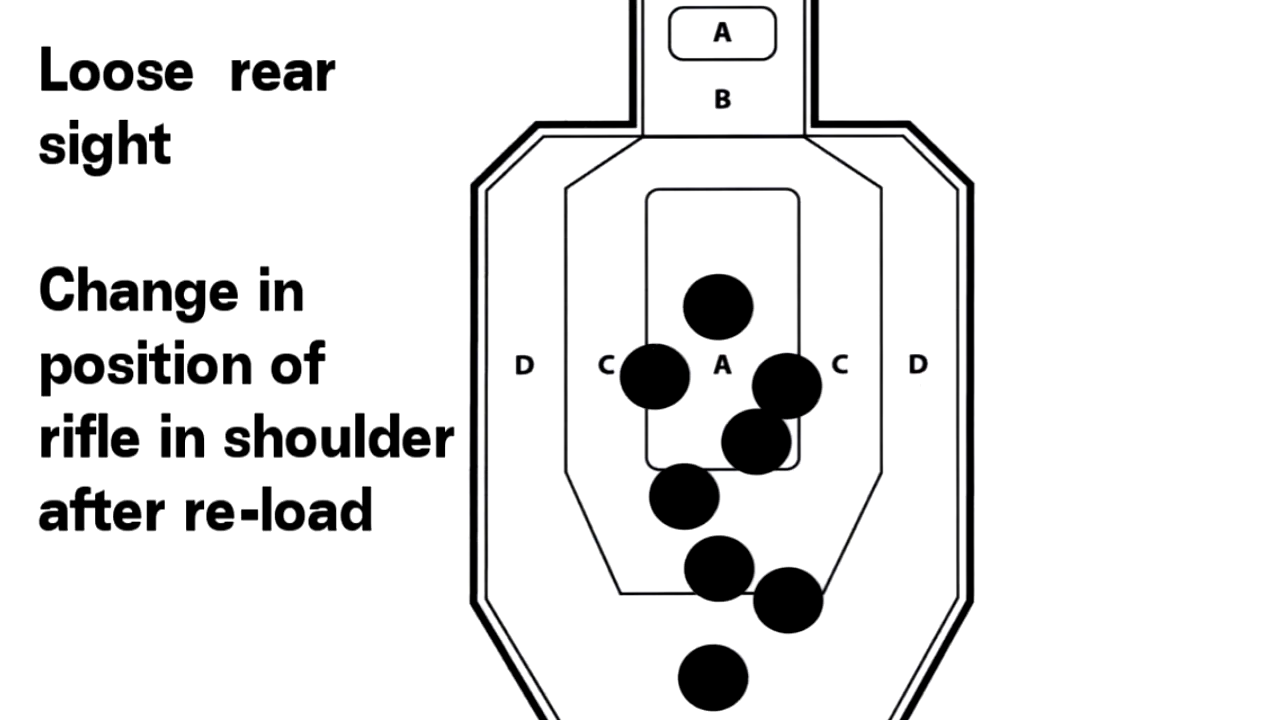 Loose rear
sight
Change in
position of
rifle in shoulder
after re-load
A
B
D C A C D